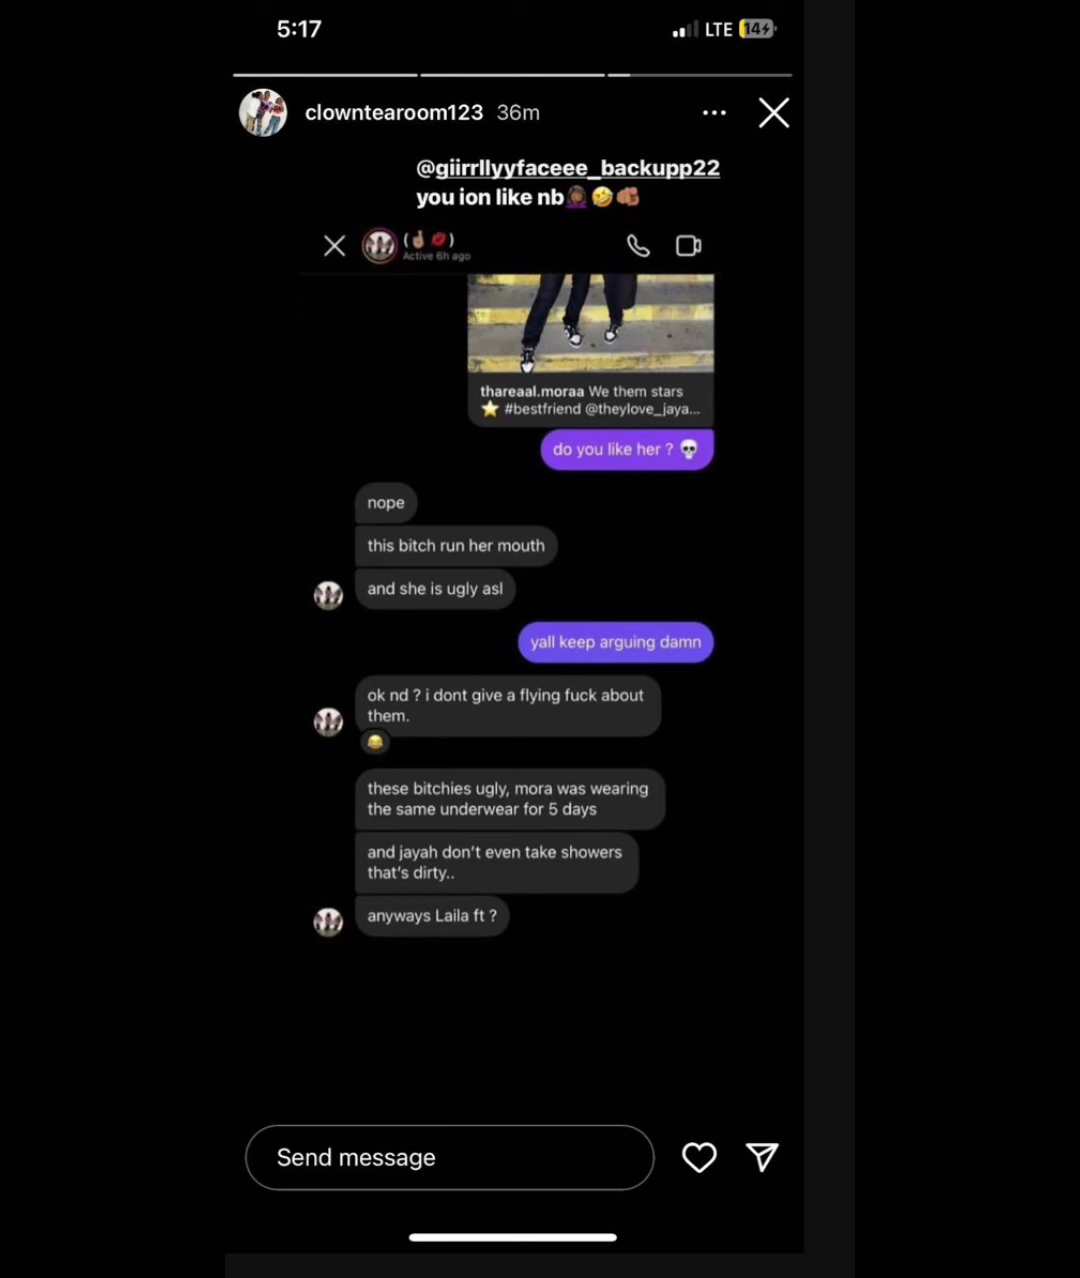 5:17
LTE 14
clowntearoom123 36m
@giirrllyyfaceee_backupp22
you ion like nb🤦🏾‍♀️🤣🫵🏽
(🤞🏽💋)
Active 6h ago
thareaal.moraa We them stars
⭐ #bestfriend @theylove_jaya...
do you like her ? 💀
nope
this bitch run her mouth
and she is ugly asl
yall keep arguing damn
ok nd ? i dont give a flying fuck about
them.
😂
these bitchies ugly, mora was wearing
the same underwear for 5 days
and jayah don't even take showers
that's dirty..
anyways Laila ft ?
Send message